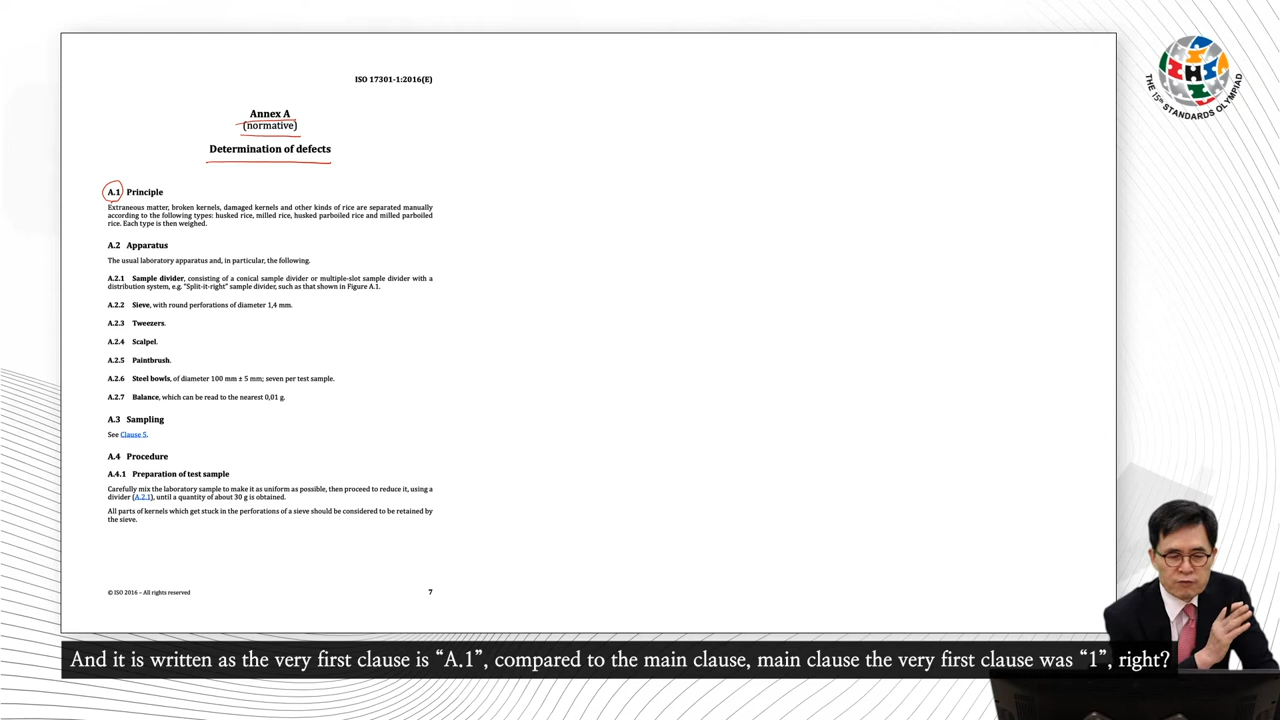 ISO 17301-1:2016(E)
Annex A
(normative)
Determination of defects
A.1 Principle
Extraneous matter, broken kernels, damaged kernels and other kinds of rice are separated manually
according to the following types: husked rice, milled rice, husked parboiled rice and milled parboiled
rice. Each type is then weighed.
A.2 Apparatus
The usual laboratory apparatus and, in particular, the following.
A.2.1 Sample divider, consisting of a conical sample divider or multiple-slot sample divider with a
distribution system, e.g. "Split-it-right" sample divider, such as that shown in Figure A.1.
A.2.2 Sieve, with round perforations of diameter 1,4 mm.
A.2.3 Tweezers.
A.2.4 Scalpel.
A.2.5 Paintbrush.
A.2.6 Steel bowls, of diameter 100 mm ± 5 mm; seven per test sample.
A.2.7 Balance, which can be read to the nearest 0,01 g.
A.3 Sampling
See Clause 5.
A.4 Procedure
A.4.1 Preparation of test sample
Carefully mix the laboratory sample to make it as uniform as possible, then proceed to reduce it, using a
divider (A.2.1), until a quantity of about 30 g is obtained.
All parts of kernels which get stuck in the perforations of a sieve should be considered to be retained by
the sieve.
© ISO 2016 – All rights reserved
7
THE 15th STANDARDS OLYMPIAD
And it is written as the very first clause is “A.1”, compared to the main clause, main clause the very first clause was “1”, right?